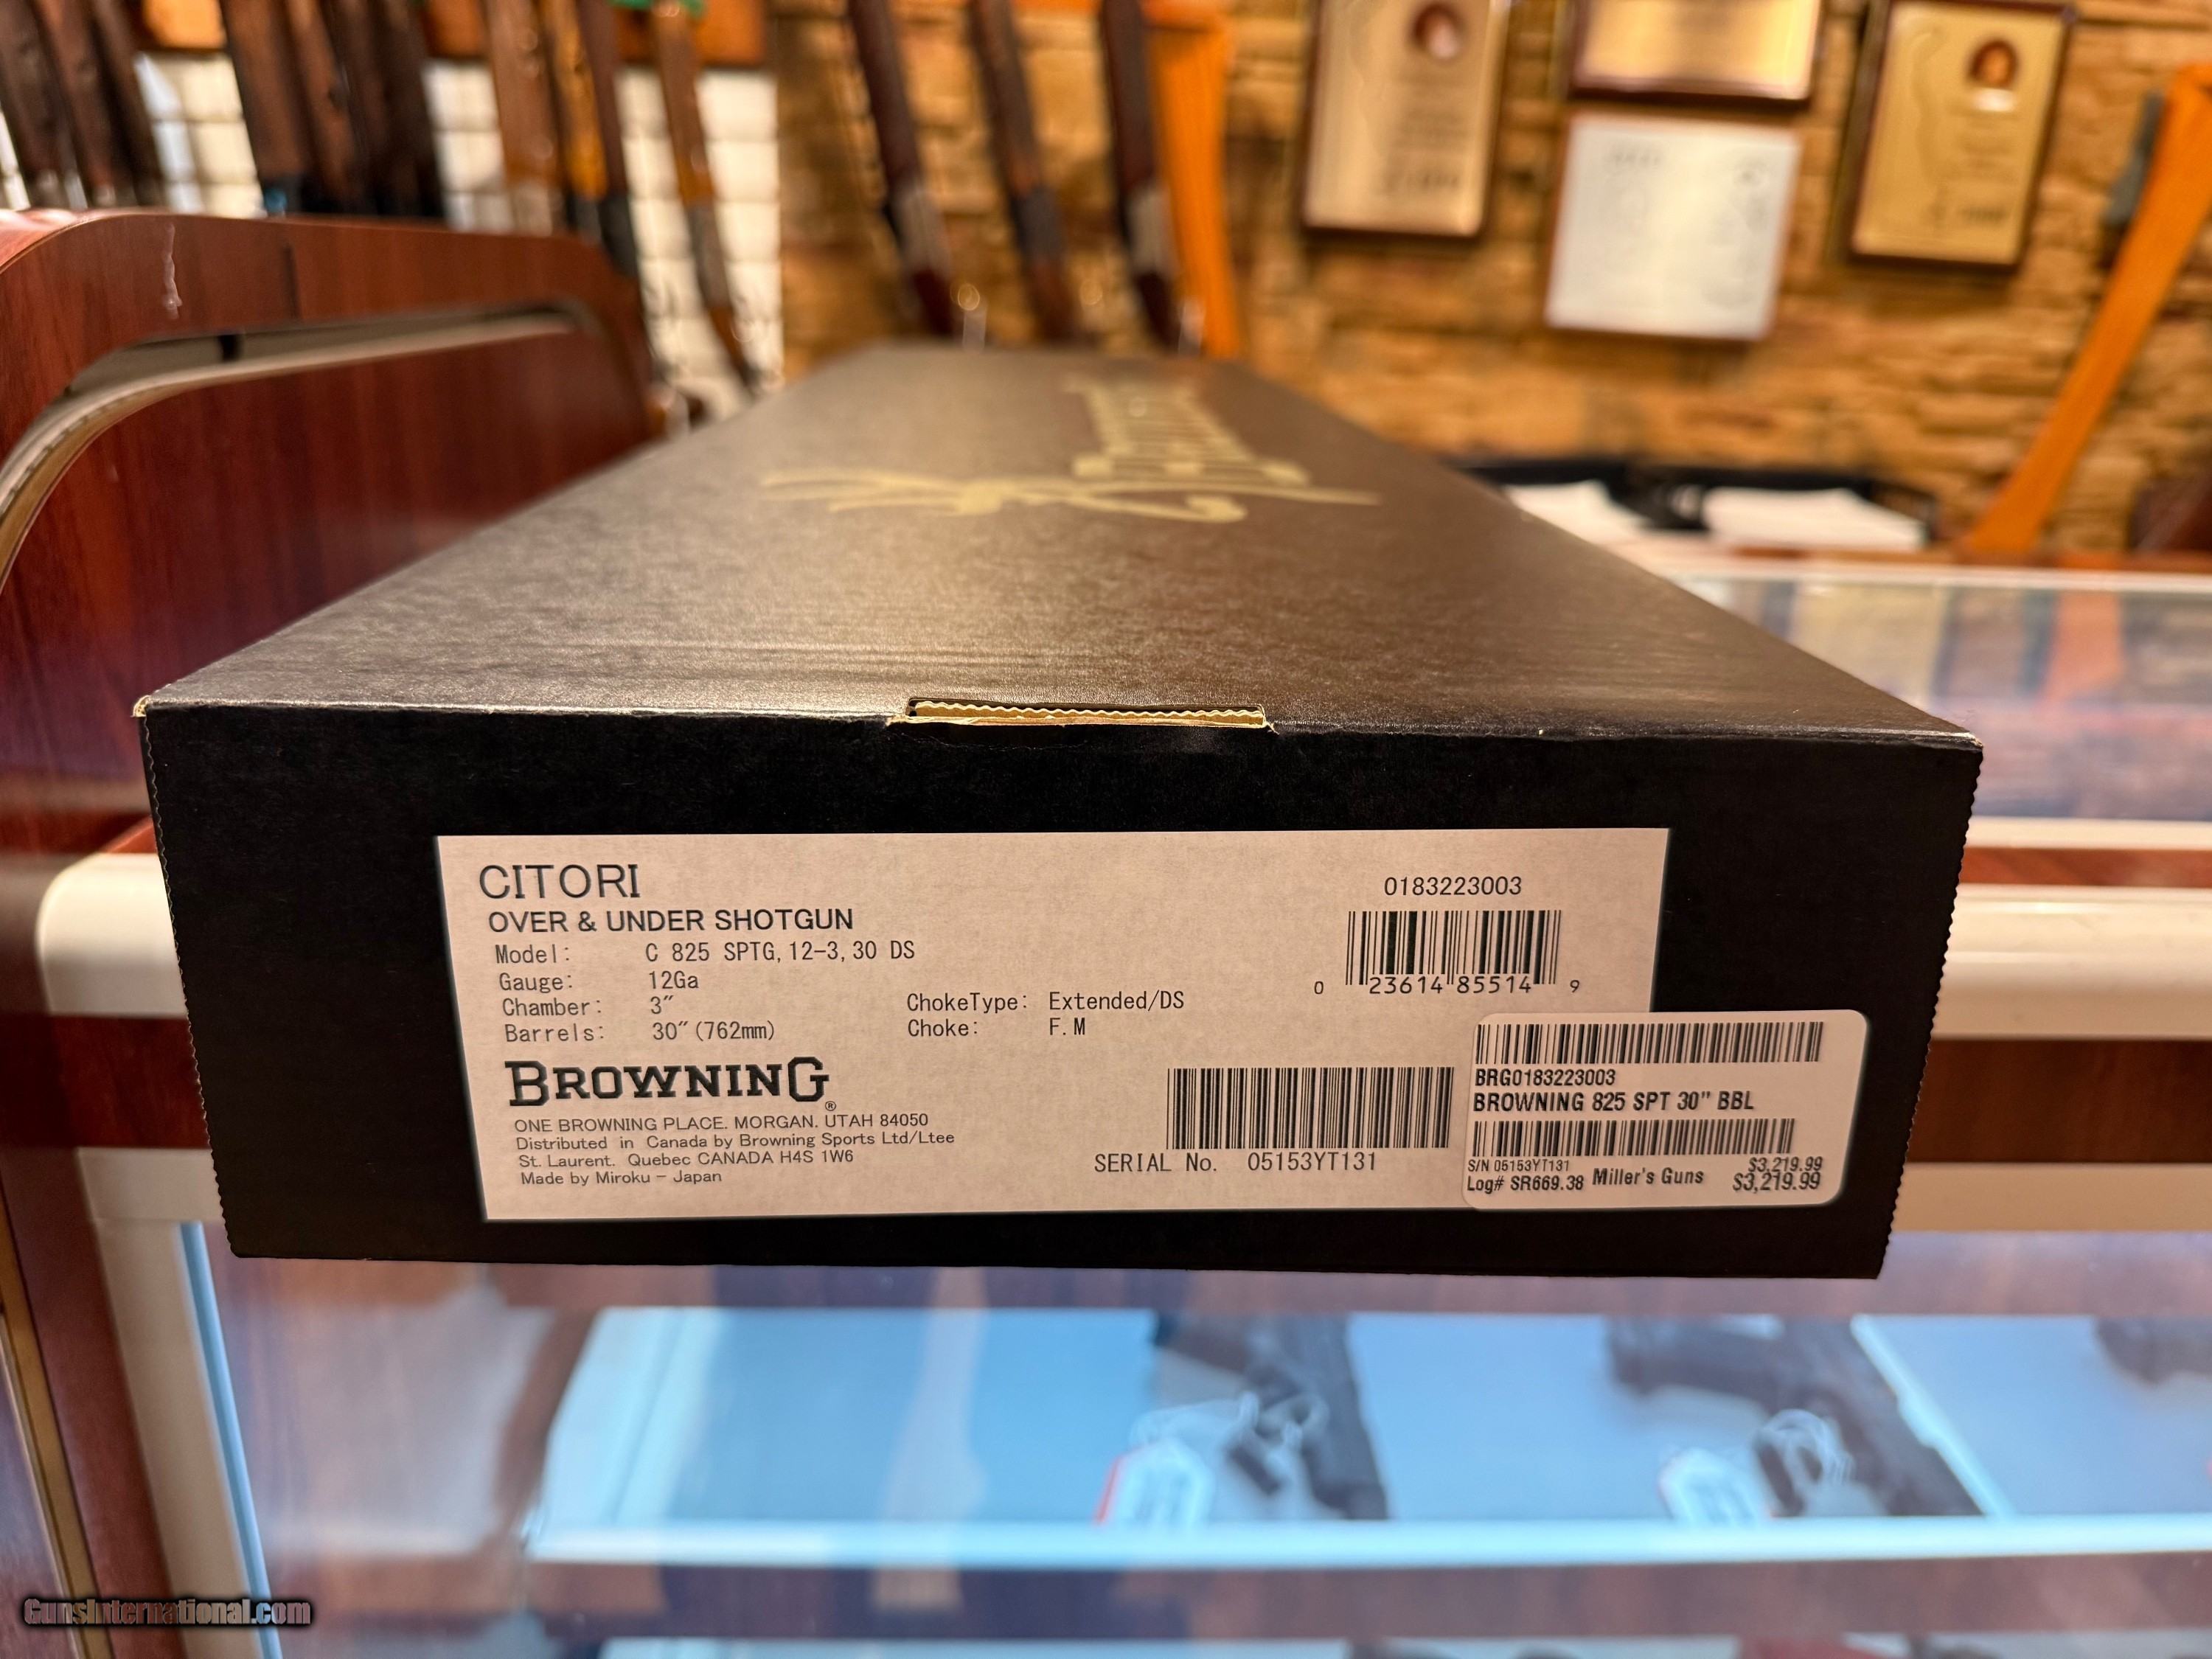 CITORI
OVER & UNDER SHOTGUN
Model: C 825 SPTG, 12-3, 30 DS
Gauge: 12Ga
Chamber: 3″
Barrels: 30″(762mm)
ChokeType: Extended/DS
Choke: F.M
BROWNING®
ONE BROWNING PLACE. MORGAN. UTAH 84050
Distributed in Canada by Browning Sports Ltd/Ltee
St. Laurent. Quebec CANADA H4S 1W6
Made by Miroku - Japan
0183223003
0 23614 85514 9
SERIAL No. 05153YT131
BRG0183223003
BROWNING 825 SPT 30" BBL
S/N 05153YT131 $3,219.99
Log# SR669.38 Miller's Guns $3,219.99
GunsInternational.com